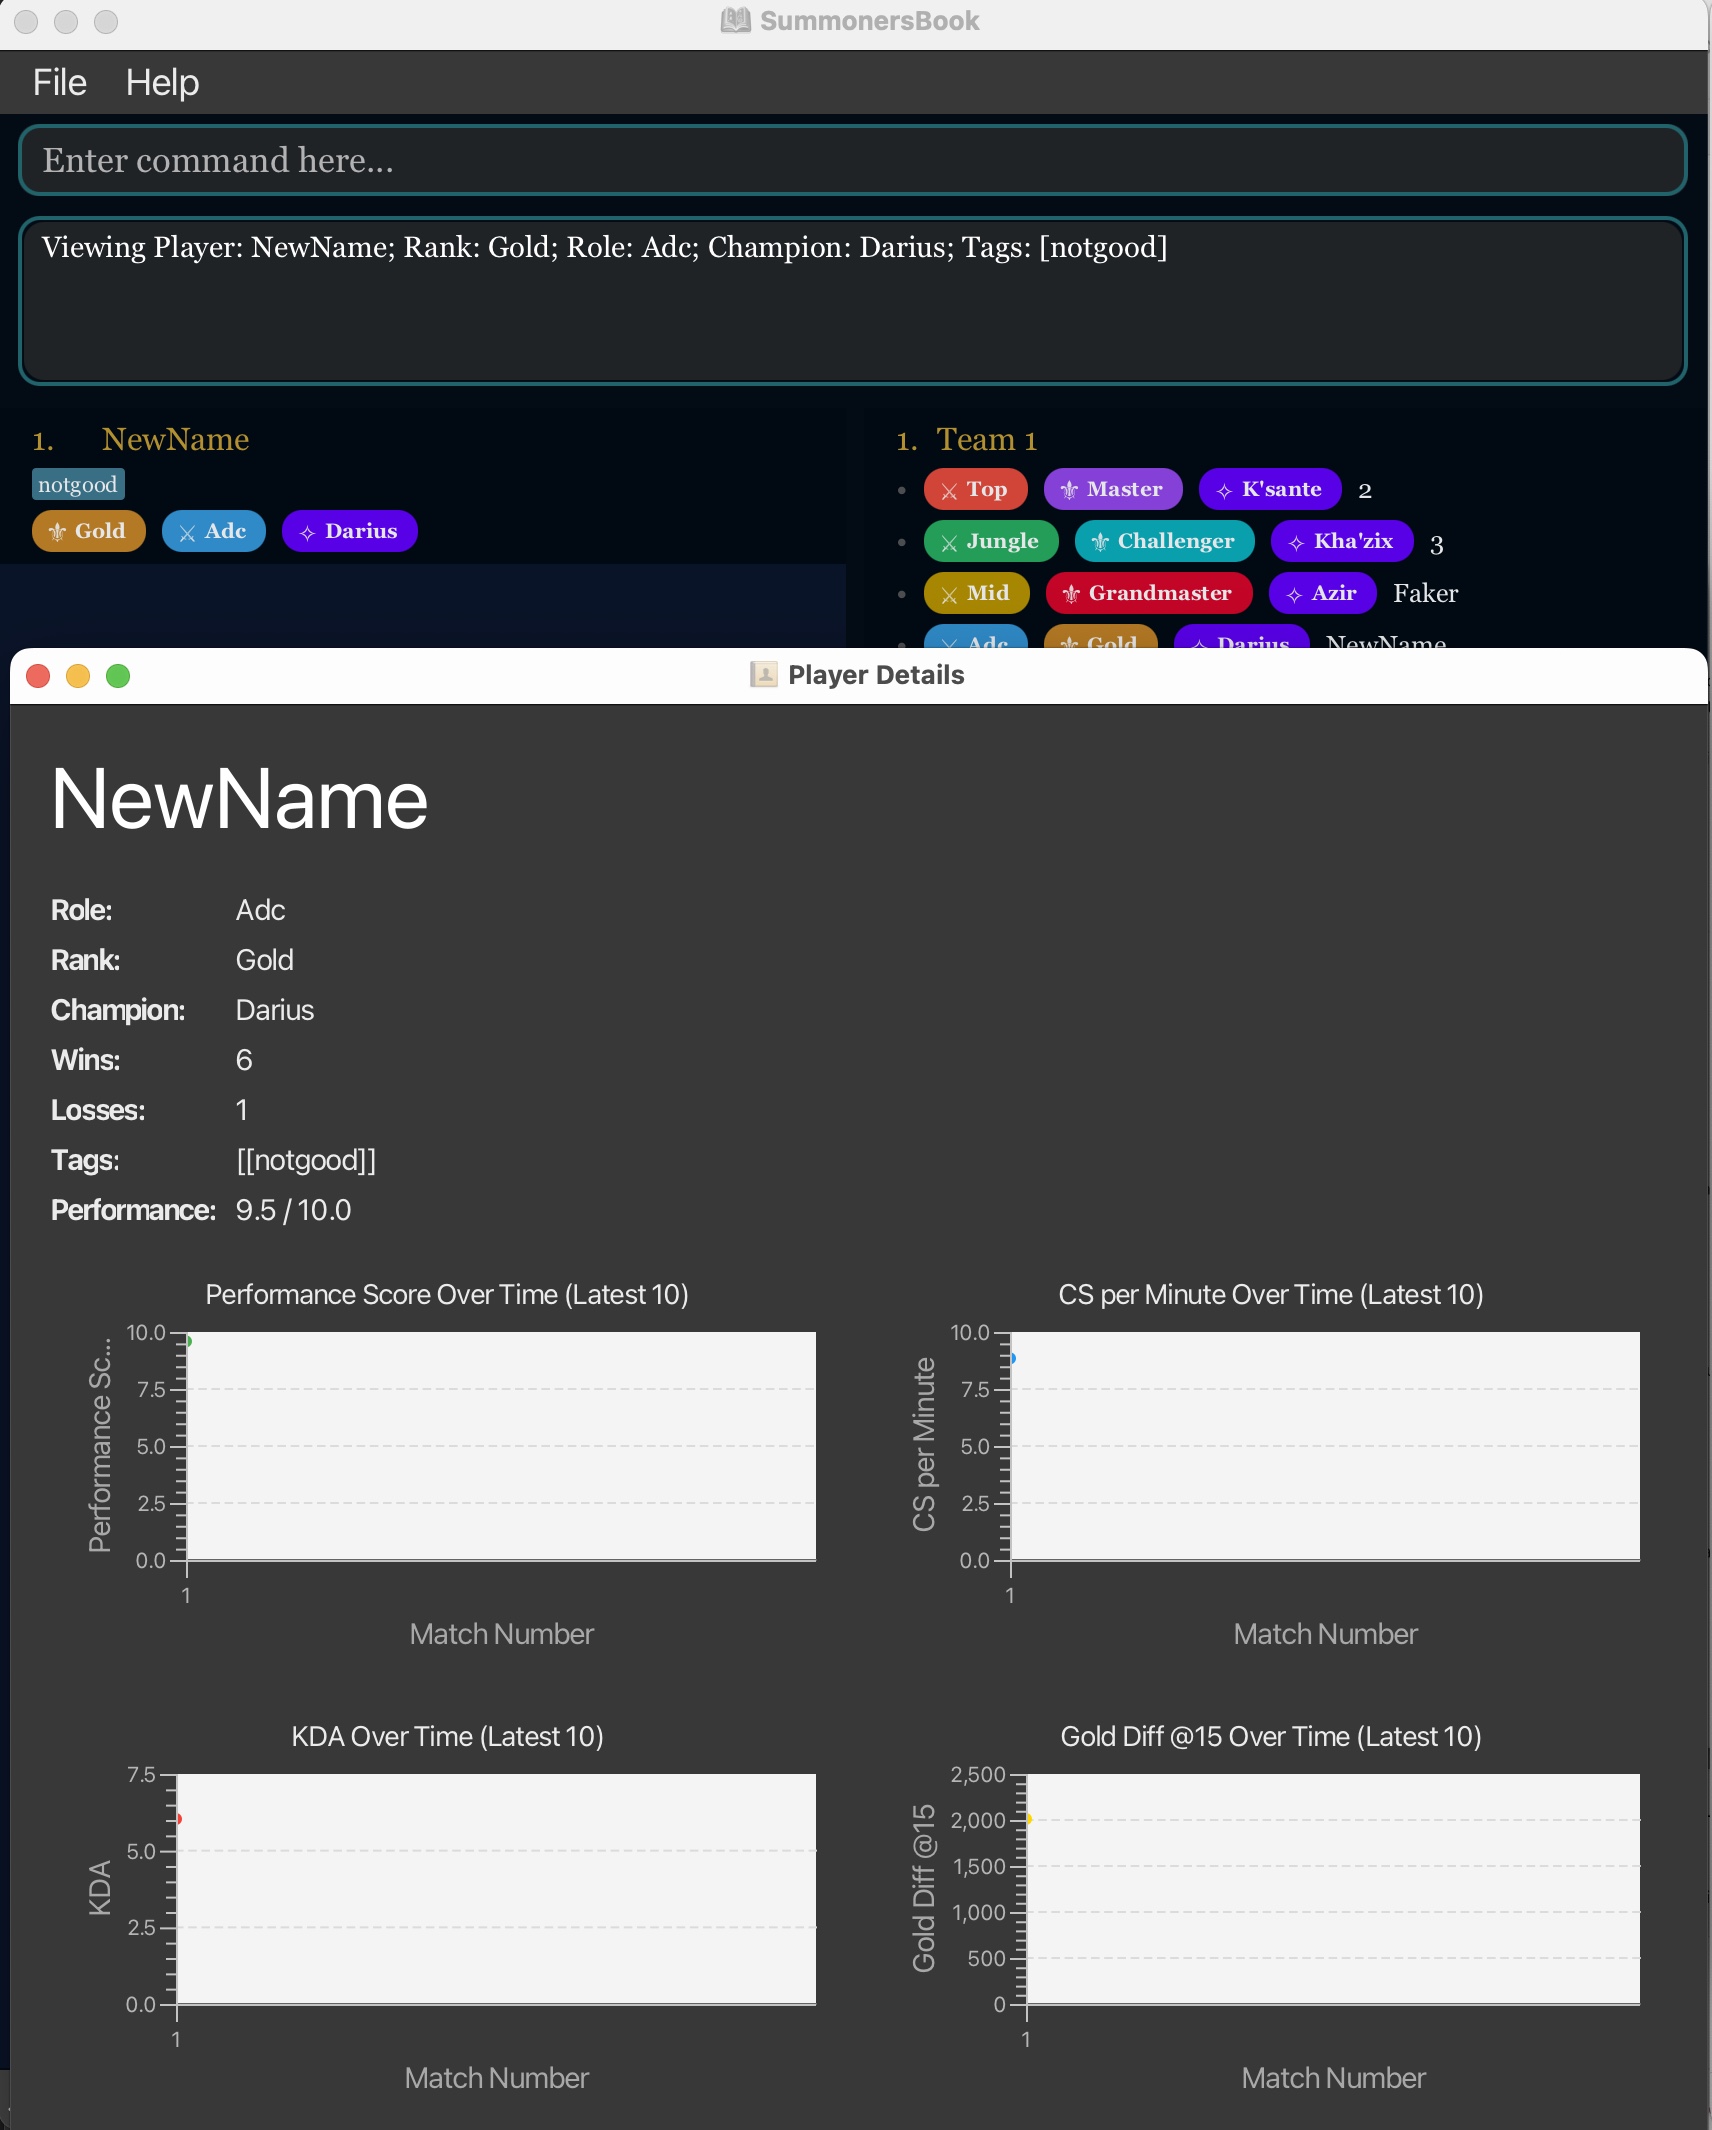 SummonersBook
File Help
Enter command here...
Viewing Player: NewName; Rank: Gold; Role: Adc; Champion: Darius; Tags: [notgood]
1. NewName
notgood
Gold Adc Darius
1. Team 1
Top Master K'sante 2
Jungle Challenger Kha'zix 3
Mid Grandmaster Azir Faker
Adc Gold Darius NewName
Player Details
NewName
Role: Adc
Rank: Gold
Champion: Darius
Wins: 6
Losses: 1
Tags: [[notgood]]
Performance: 9.5 / 10.0
Performance Score Over Time (Latest 10)
Performance Sc...
10.0
7.5
5.0
2.5
0.0
1
Match Number
CS per Minute Over Time (Latest 10)
CS per Minute
10.0
7.5
5.0
2.5
0.0
1
Match Number
KDA Over Time (Latest 10)
KDA
7.5
5.0
2.5
0.0
1
Match Number
Gold Diff @15 Over Time (Latest 10)
Gold Diff @15
2,500
2,000
1,500
1,000
500
0
1
Match Number